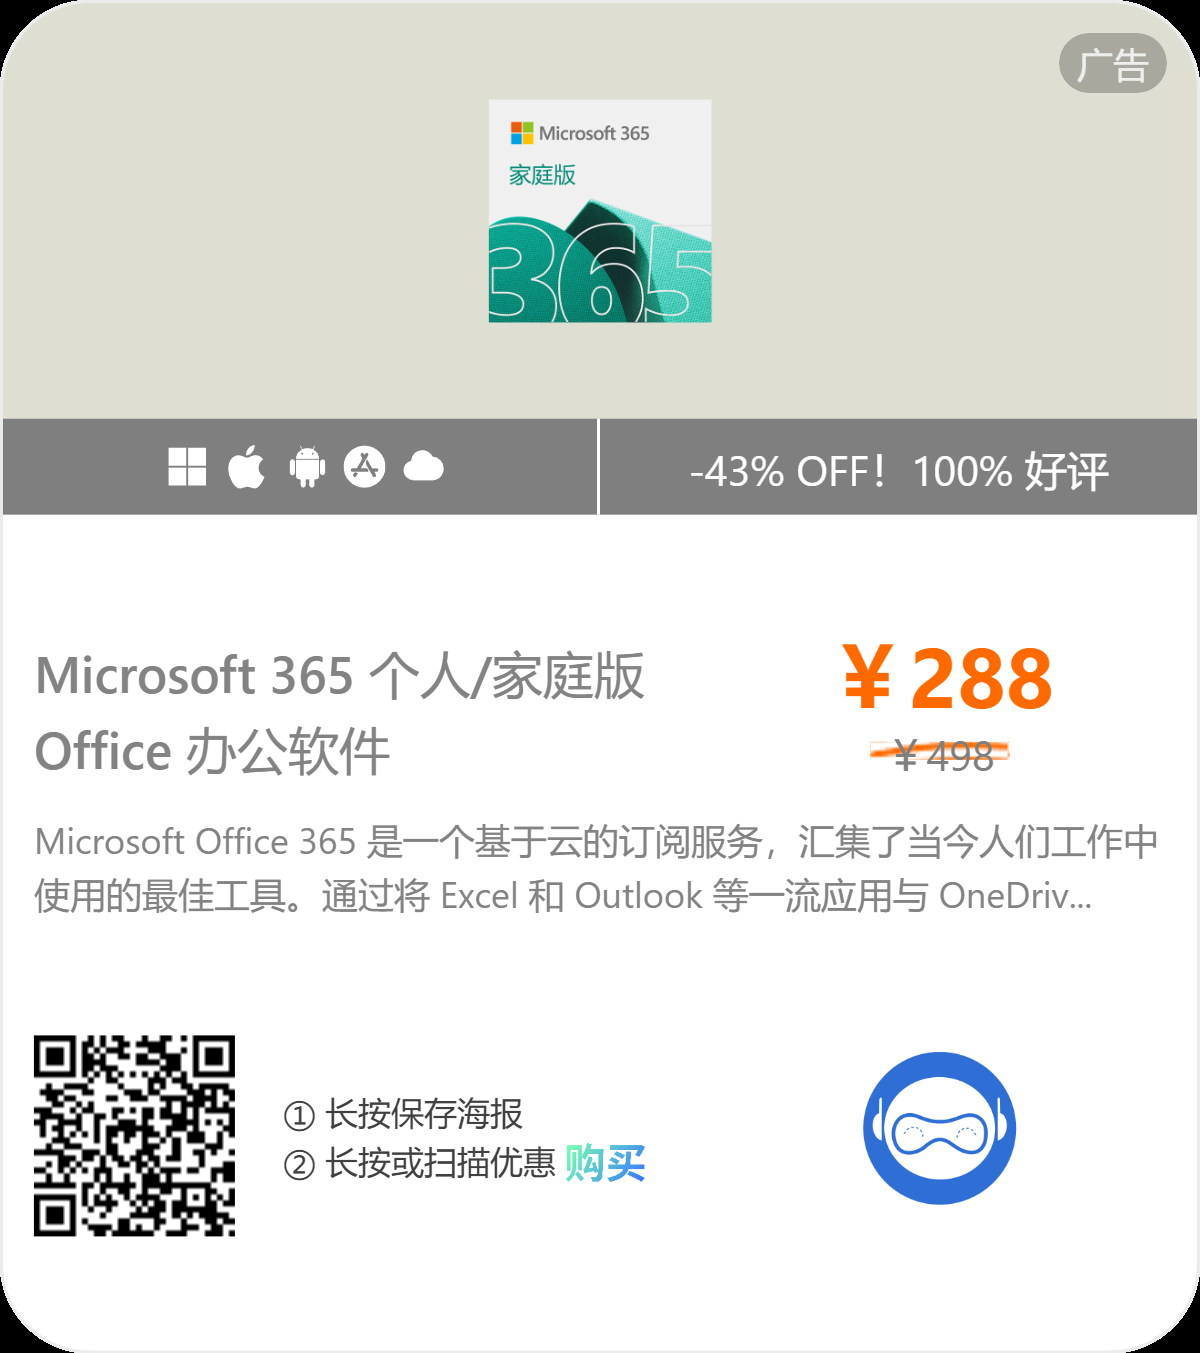 广告
Microsoft 365
家庭版
365
-43% OFF！100% 好评
Microsoft 365 个人/家庭版
Office 办公软件
￥288
￥498
Microsoft Office 365 是一个基于云的订阅服务，汇集了当今人们工作中
使用的最佳工具。通过将 Excel 和 Outlook 等一流应用与 OneDriv...
① 长按保存海报
② 长按或扫描优惠 购买